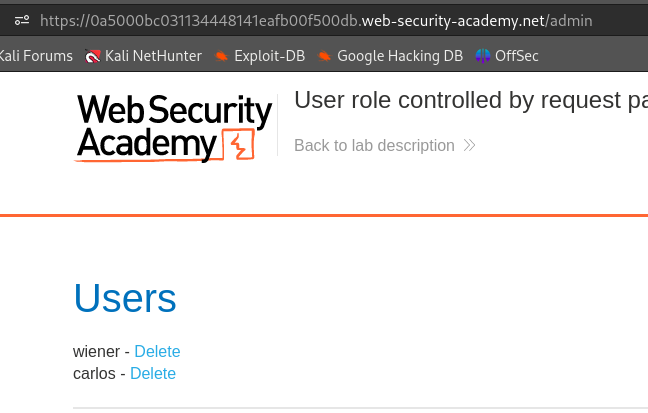 https://0a5000bc031134448141eafb00f500db.web-security-academy.net/admin
Kali Forums Kali NetHunter Exploit-DB Google Hacking DB OffSec
Web Security
Academy
User role controlled by request pa
Back to lab description
Users
wiener - Delete
carlos - Delete